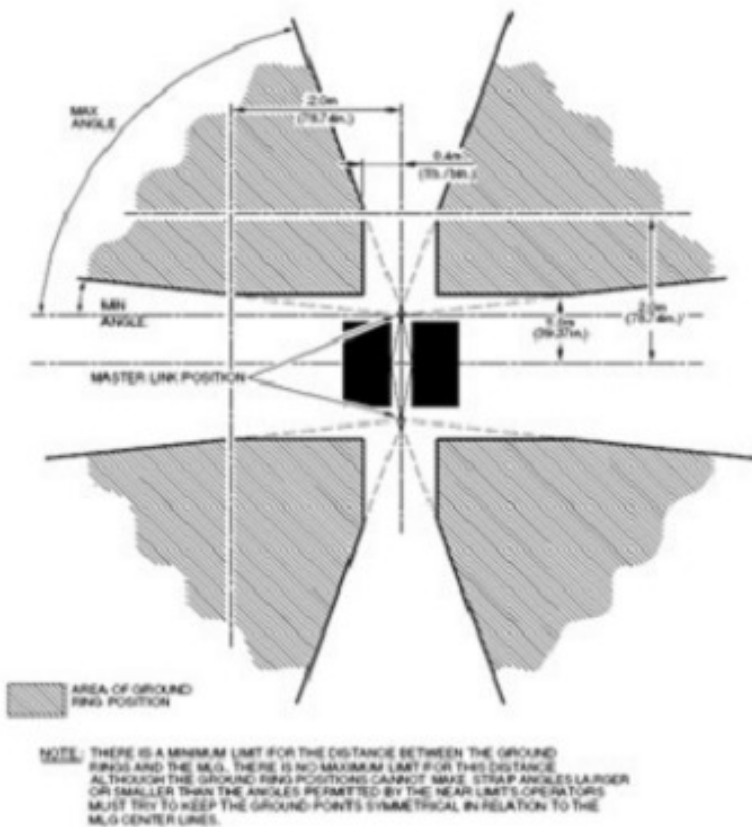 2.0m
(78.74in.)
MAX
ANGLE
0.4m
MIN
ANGLE
2.0m
(78.74in.)
1.0m
(39.37in.)
MASTER LINK POSITION
AREA OF GROUND
RING POSITION
NOTE: THERE IS A MINIMUM LIMIT FOR THE DISTANCE BETWEEN THE GROUND
RINGS AND THE MLG. THERE IS NO MAXIMUM LIMIT FOR THIS DISTANCE
ALTHOUGH THE GROUND RING POSITIONS CANNOT MAKE STRAP ANGLES LARGER
OR SMALLER THAN THE ANGLES PERMITTED BY THE NEAR LIMITS.OPERATORS
MUST TRY TO KEEP THE GROUND POINTS SYMMETRICAL IN RELATION TO THE
MLG CENTER LINES.